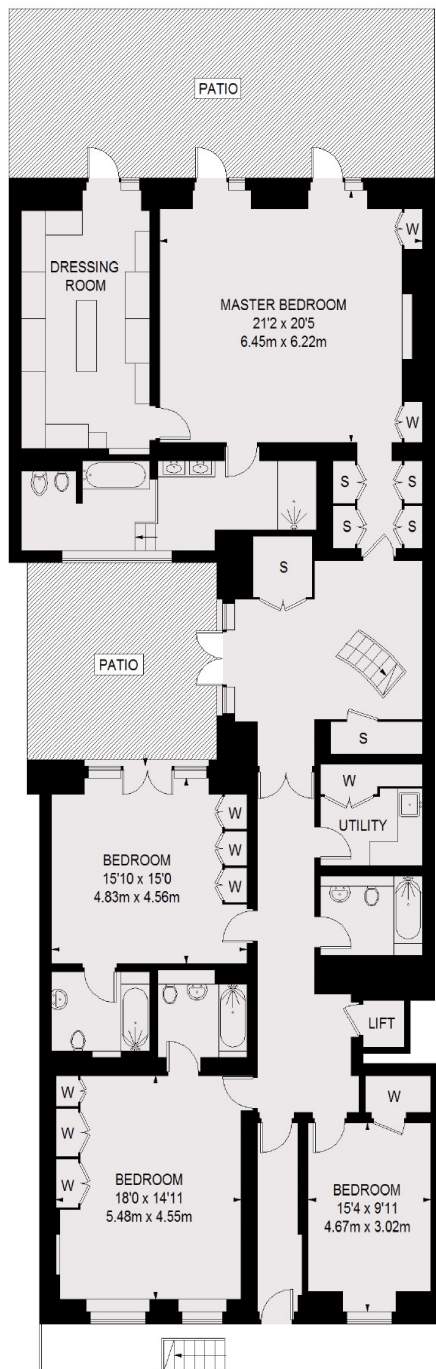 PATIO
DRESSING
ROOM
W
MASTER BEDROOM
21'2 x 20'5
6.45m x 6.22m
W
S
S
S
S
S
PATIO
S
W
UTILITY
BEDROOM
15'10 x 15'0
4.83m x 4.56m
W
W
W
LIFT
W
W
W
W
BEDROOM
18'0 x 14'11
5.48m x 4.55m
BEDROOM
15'4 x 9'11
4.67m x 3.02m